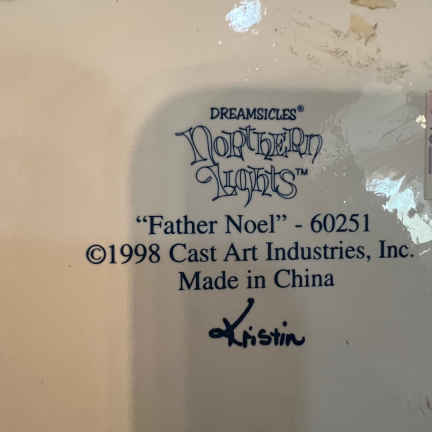 DREAMSICLES®
Northern
Lights™
"Father Noel" - 60251
©1998 Cast Art Industries, Inc.
Made in China
Kristin